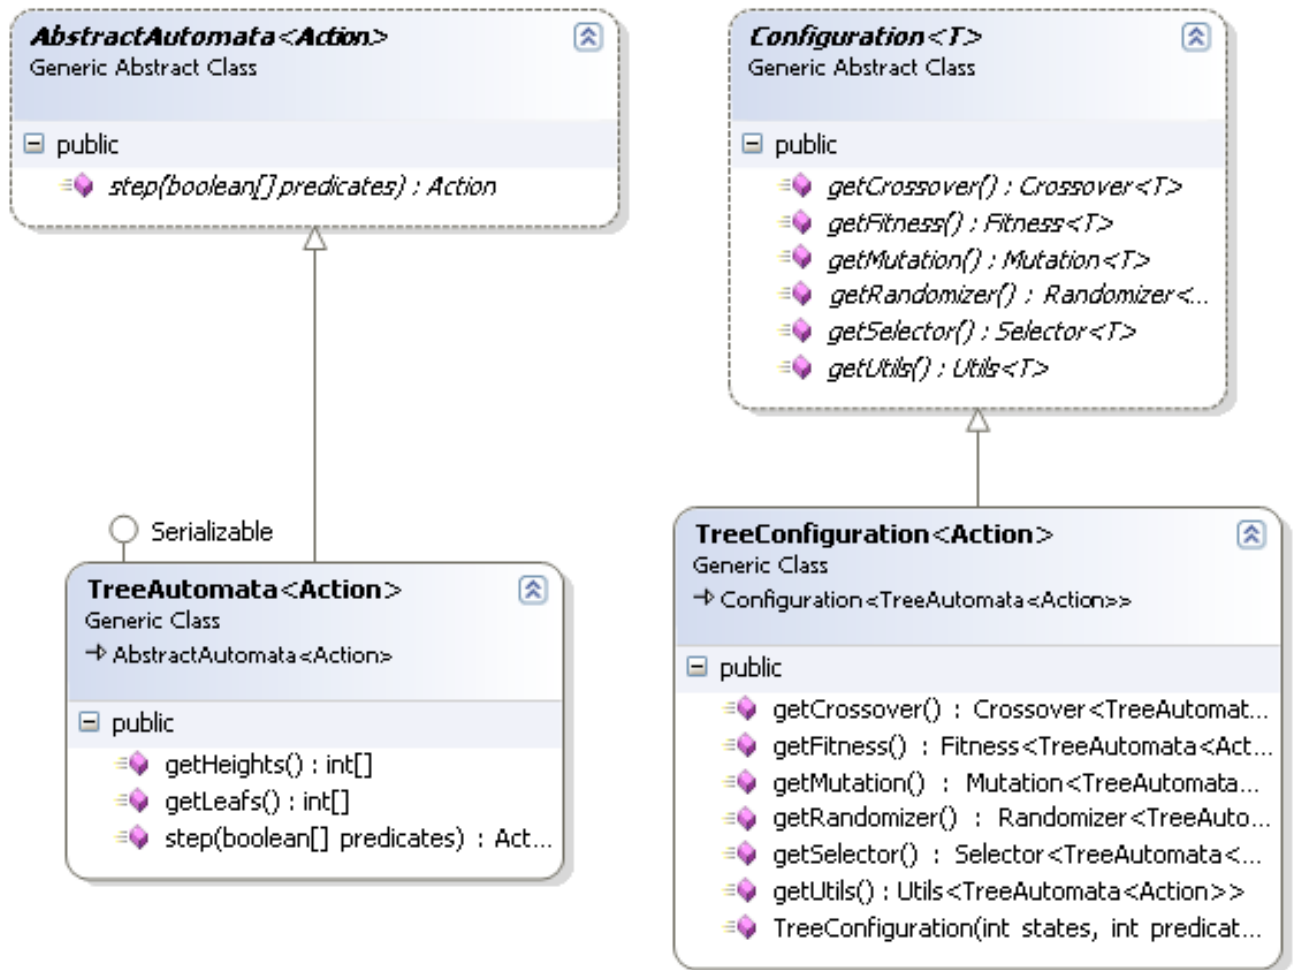 AbstractAutomata<Action>
Generic Abstract Class
public
step(boolean[] predicates) : Action
Configuration<T>
Generic Abstract Class
public
getCrossover() : Crossover<T>
getFitness() : Fitness<T>
getMutation() : Mutation<T>
getRandomizer() : Randomizer<...
getSelector() : Selector<T>
getUtils() : Utils<T>
Serializable
TreeAutomata<Action>
Generic Class
AbstractAutomata<Action>
public
getHeights() : int[]
getLeafs() : int[]
step(boolean[] predicates) : Act...
TreeConfiguration<Action>
Generic Class
Configuration<TreeAutomata<Action>>
public
getCrossover() : Crossover<TreeAutomat...
getFitness() : Fitness<TreeAutomata<Act...
getMutation() : Mutation<TreeAutomata...
getRandomizer() : Randomizer<TreeAuto...
getSelector() : Selector<TreeAutomata<...
getUtils() : Utils<TreeAutomata<Action>>
TreeConfiguration(int states, int predicat...